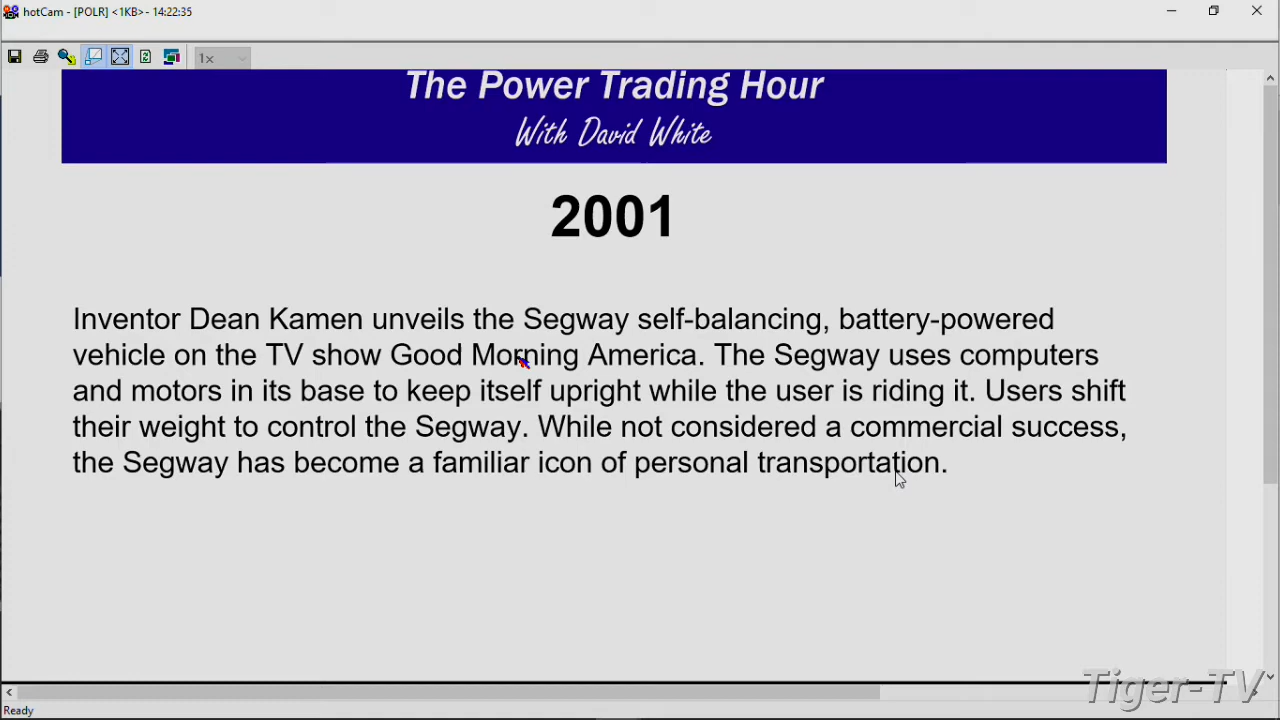 hotCam - [POLR] <1KB> - 14:22:35
1x
The Power Trading Hour
With David White
2001
Inventor Dean Kamen unveils the Segway self-balancing, battery-powered
vehicle on the TV show Good Morning America. The Segway uses computers
and motors in its base to keep itself upright while the user is riding it. Users shift
their weight to control the Segway. While not considered a commercial success,
the Segway has become a familiar icon of personal transportation.
Tiger-TV
Ready